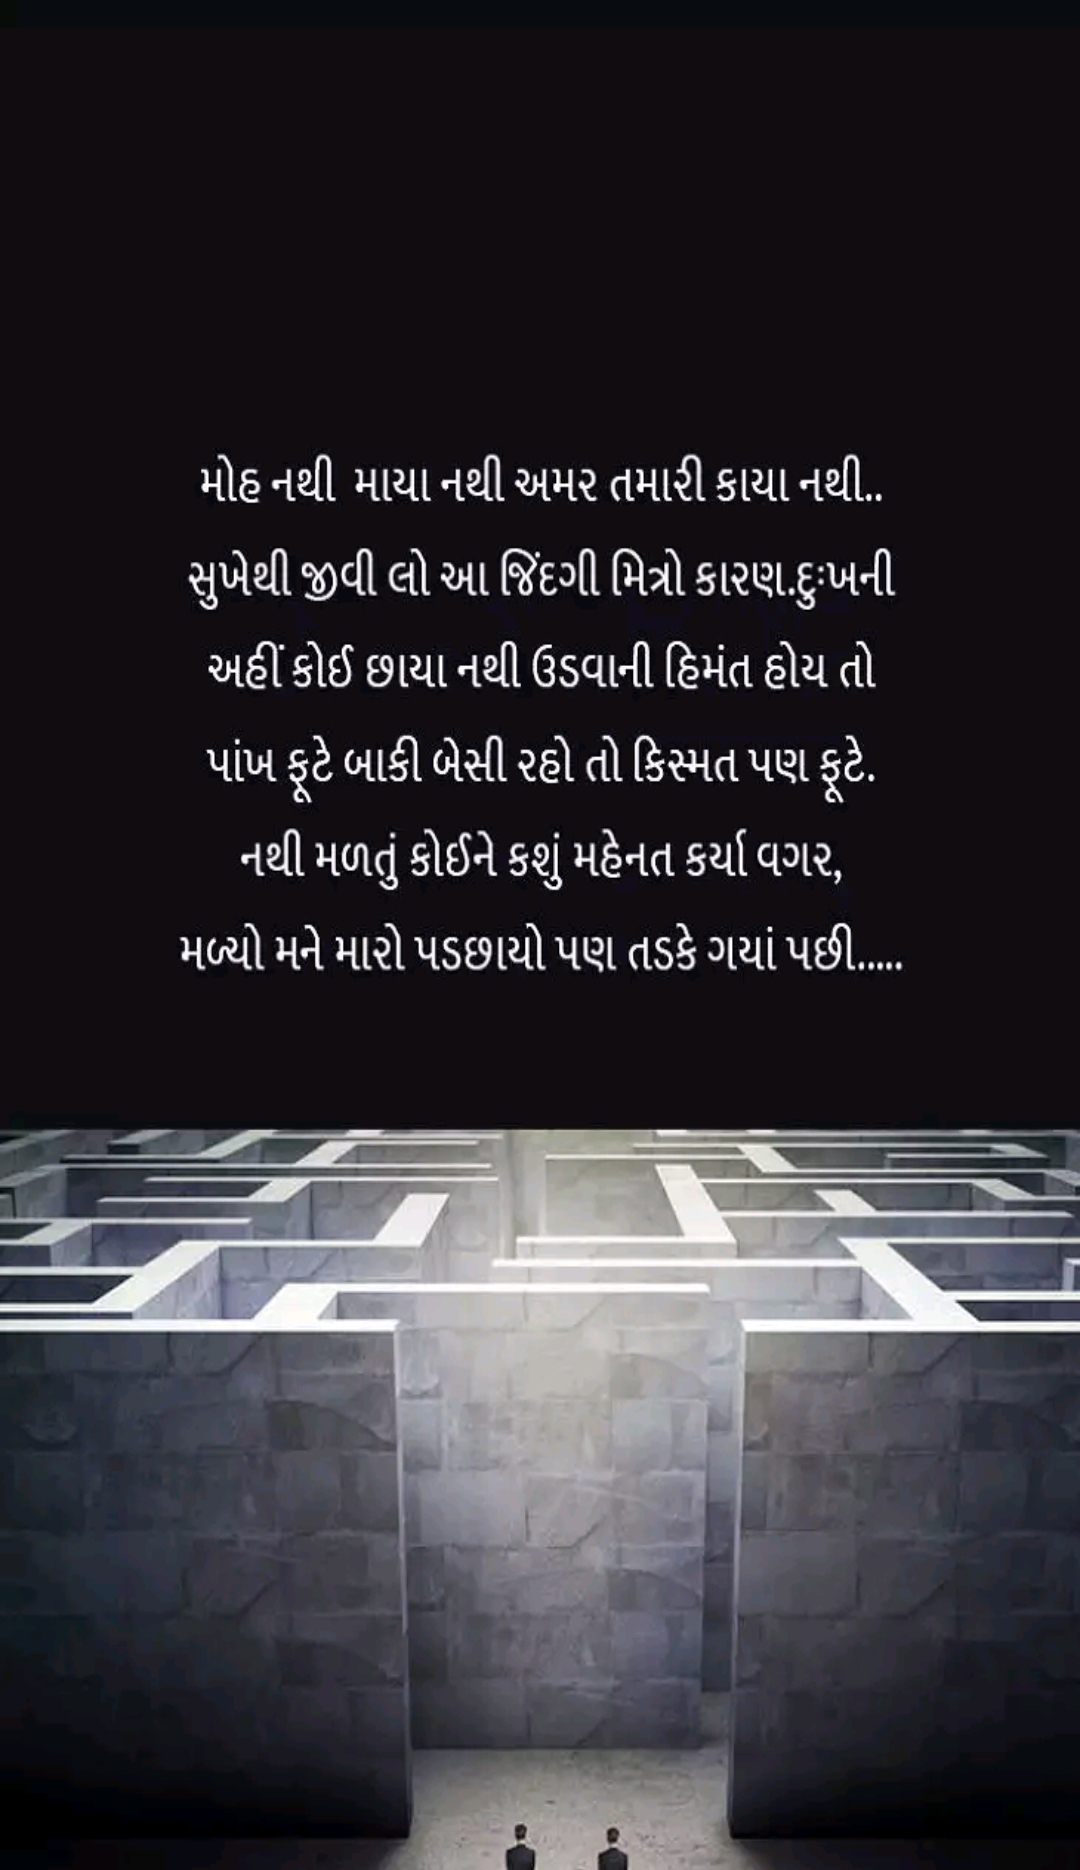 મોહ નથી માયા નથી અમર તમારી કાયા નથી..
સુખેથી જીવી લો આ જિંદગી મિત્રો કારણ.દુઃખની
અહીં કોઈ છાયા નથી ઉડવાની હિમંત હોય તો
પાંખ ફૂટે બાકી બેસી રહો તો કિસ્મત પણ ફૂટે.
નથી મળતું કોઈને કશું મહેનત કર્યા વગર,
મળ્યો મને મારો પડછાયો પણ તડકે ગયાં પછી.....